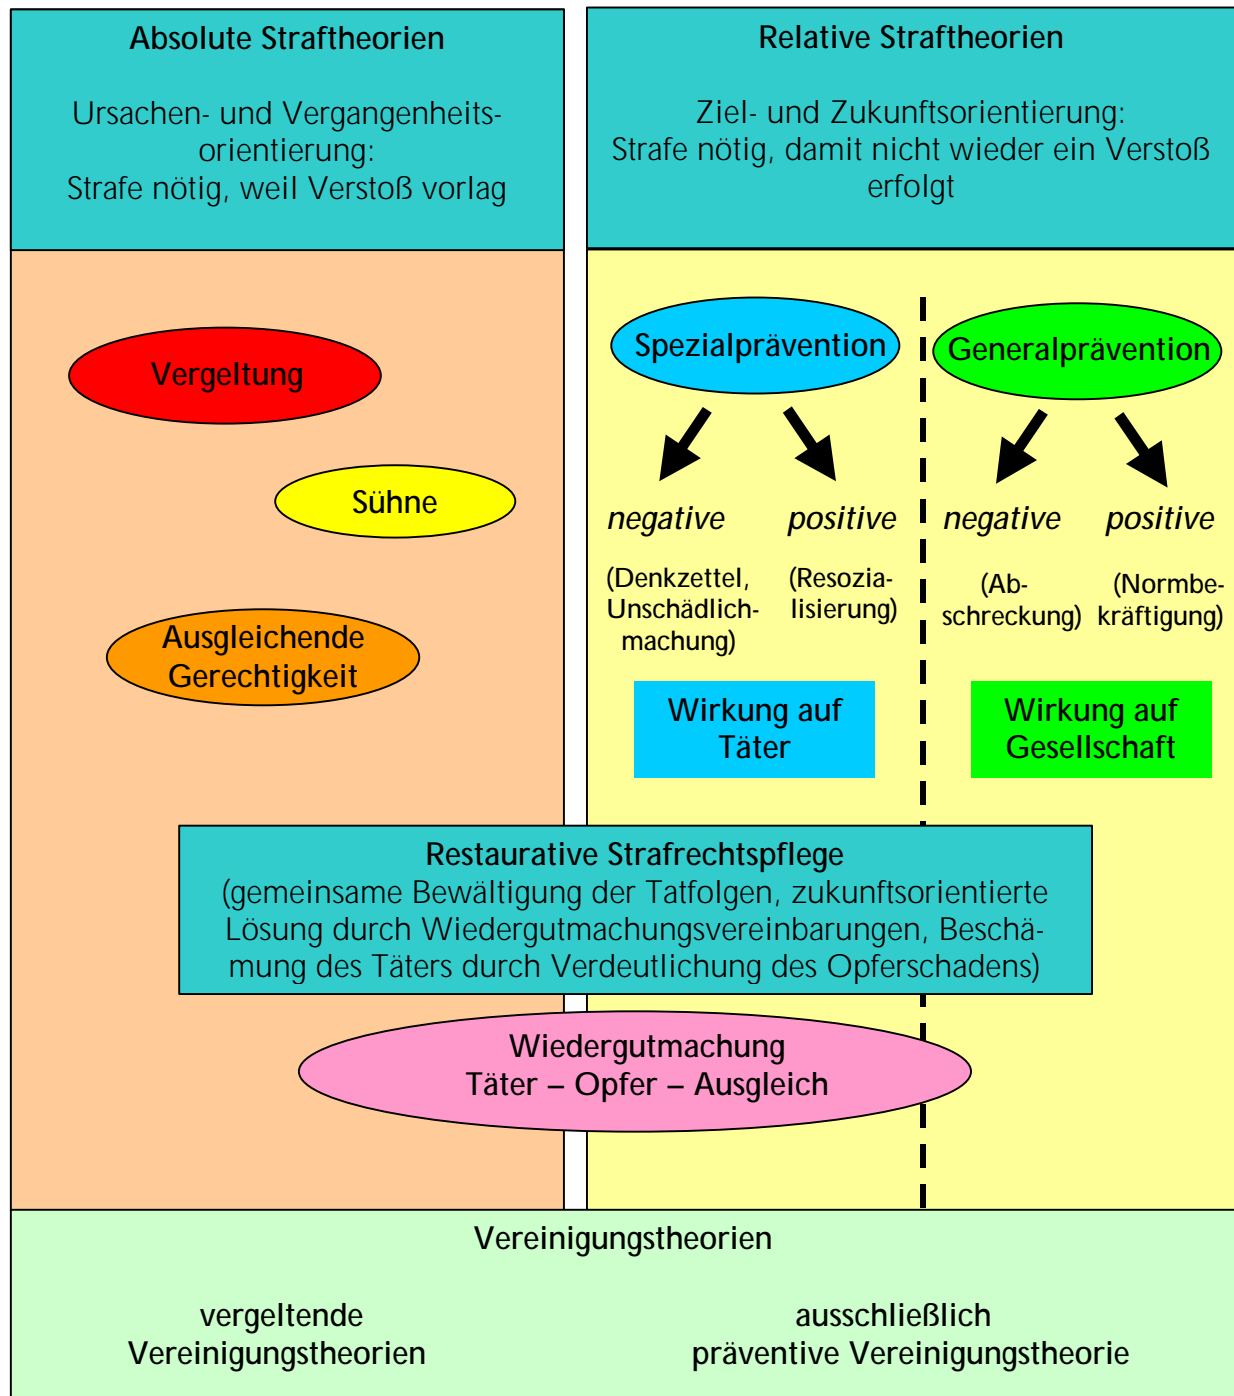 Absolute Straftheorien
Ursachen- und Vergangenheits-
orientierung:
Strafe nötig, weil Verstoß vorlag
Relative Straftheorien
Ziel- und Zukunftsorientierung:
Strafe nötig, damit nicht wieder ein Verstoß
erfolgt
Vergeltung
Sühne
Ausgleichende
Gerechtigkeit
Spezialprävention
negative
(Denkzettel,
Unschädlich-
machung)
positive
(Resozia-
lisierung)
Wirkung auf
Täter
Generalprävention
negative
(Ab-
schreckung)
positive
(Normbe-
kräftigung)
Wirkung auf
Gesellschaft
Restaurative Strafrechtspflege
(gemeinsame Bewältigung der Tatfolgen, zukunftsorientierte
Lösung durch Wiedergutmachungsvereinbarungen, Beschä-
mung des Täters durch Verdeutlichung des Opferschadens)
Wiedergutmachung
Täter – Opfer – Ausgleich
Vereinigungstheorien
vergeltende
Vereinigungstheorien
ausschließlich
präventive Vereinigungstheorie